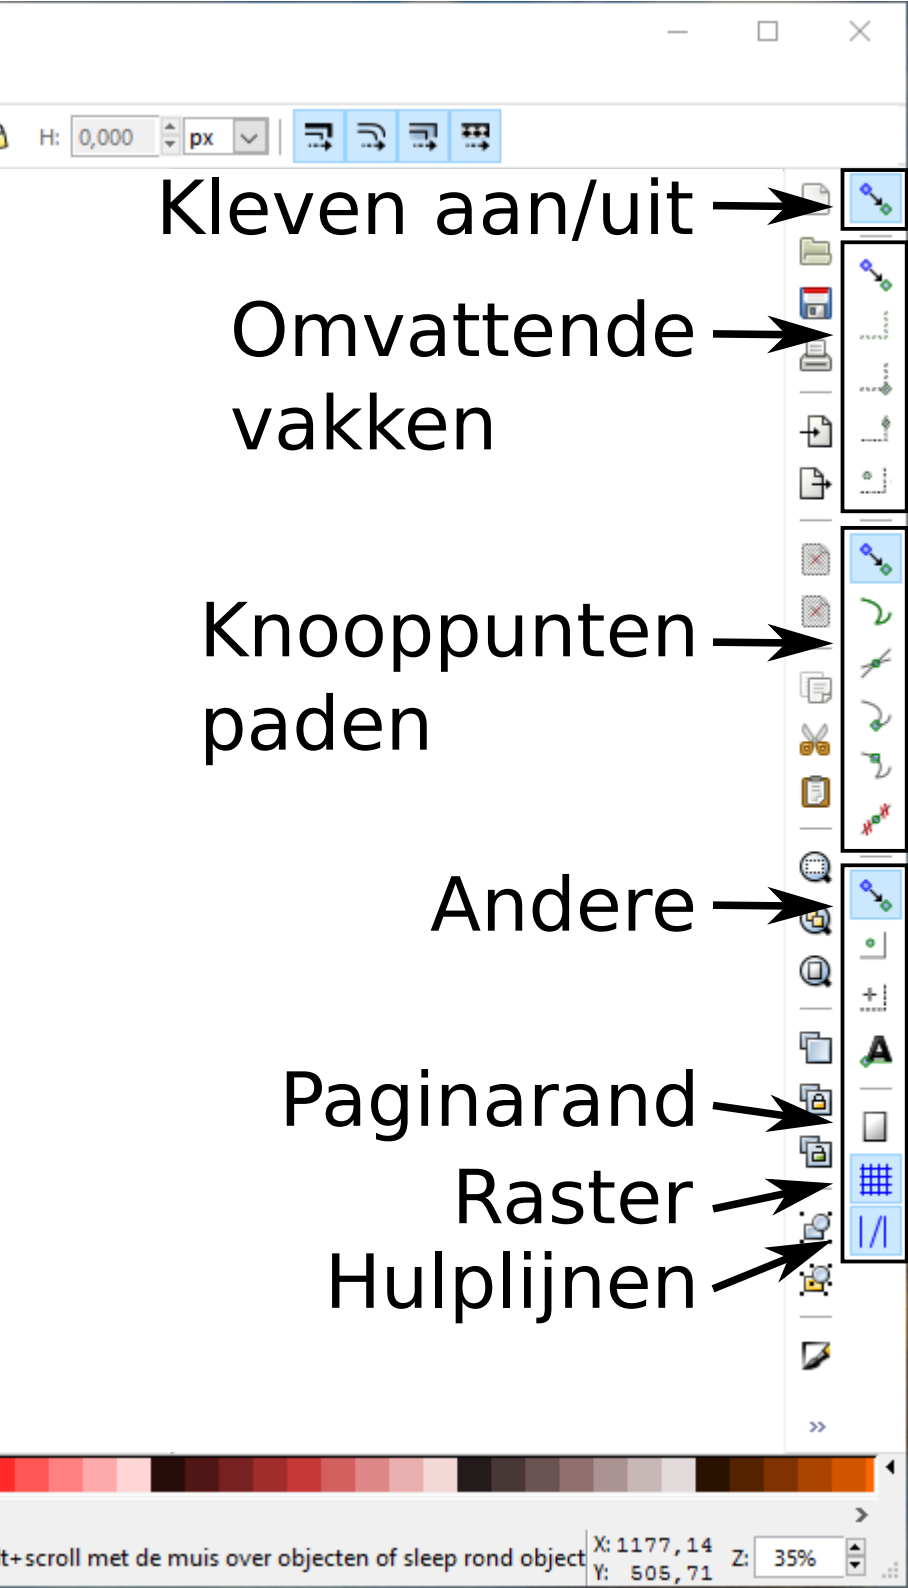 H: 0,000 px
Kleven aan/uit
Omvattende
vakken
Knooppunten
paden
Andere
Paginarand
Raster
Hulplijnen
t+scroll met de muis over objecten of sleep rond object
X: 1177,14
Y: 505,71
Z: 35%